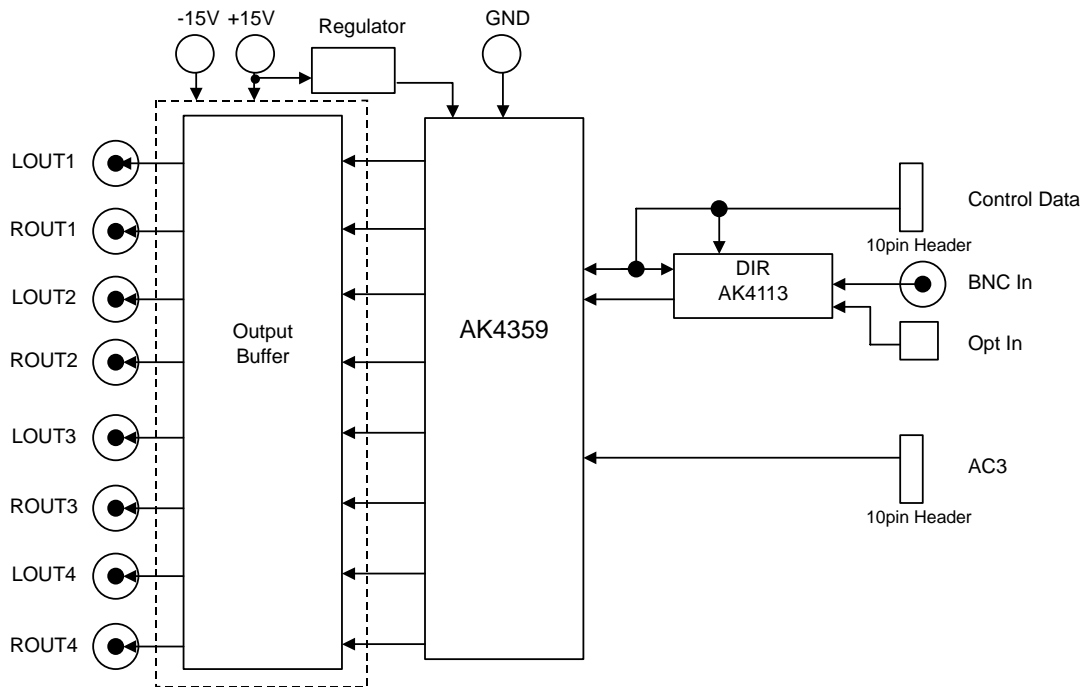 -15V
+15V
Regulator
GND
LOUT1
ROUT1
LOUT2
ROUT2
LOUT3
ROUT3
LOUT4
ROUT4
Output
Buffer
AK4359
DIR
AK4113
Control Data
10pin Header
BNC In
Opt In
AC3
10pin Header